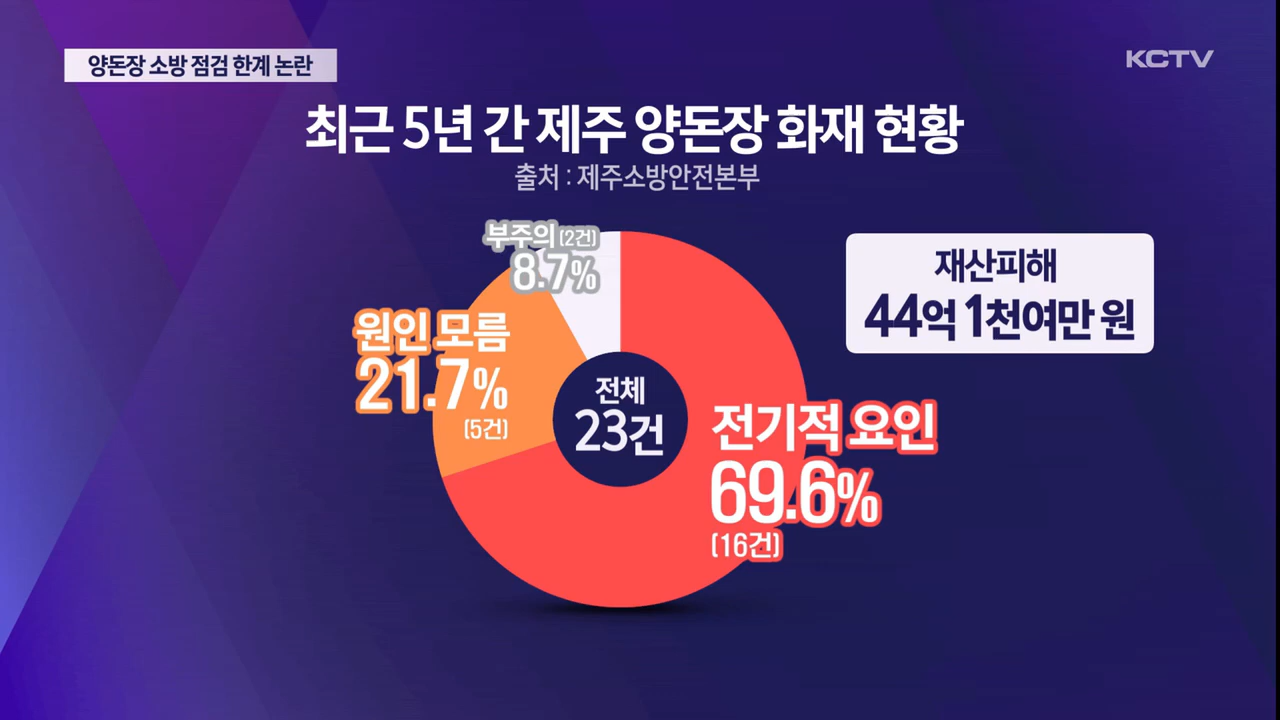 양돈장 소방 점검 한계 논란
KCTV
최근 5년 간 제주 양돈장 화재 현황
출처 : 제주소방안전본부
부주의 (2건)
8.7%
재산피해
44억 1천여만 원
원인 모름
21.7%
(5건)
전체
23건
전기적 요인
69.6%
(16건)